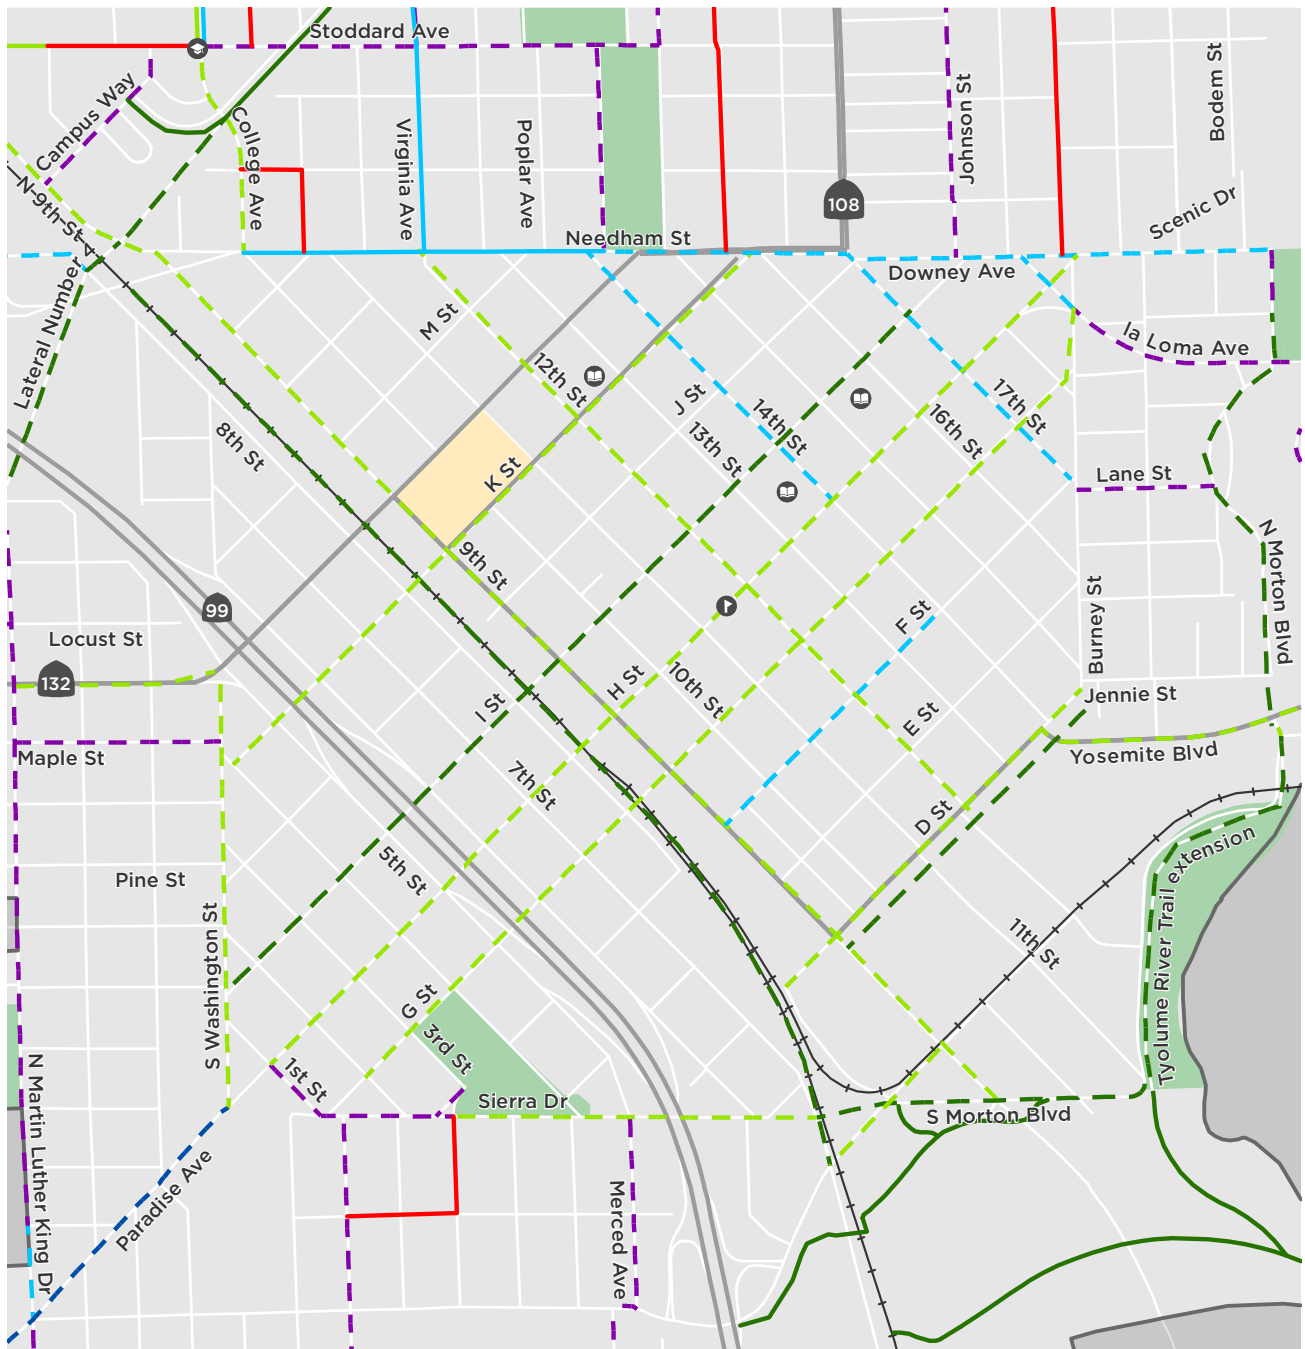 Stoddard Ave
Campus Way
College Ave
Virginia Ave
Poplar Ave
Johnson St
Bodem St
N 9th St
108
Scenic Dr
Needham St
Downey Ave
Lateral Number 4
M St
la Loma Ave
12th St
J St
14th St
17th St
16th St
13th St
8th St
K St
Lane St
9th St
N Morton Blvd
99
Locust St
F St
Burney St
132
H St
10th St
Jennie St
I St
E St
Maple St
Yosemite Blvd
7th St
D St
5th St
Pine St
Tyolume River Trail extension
11th St
S Washington St
G St
3rd St
1st St
N Martin Luther King Dr
Sierra Dr
S Morton Blvd
Paradise Ave
Merced Ave